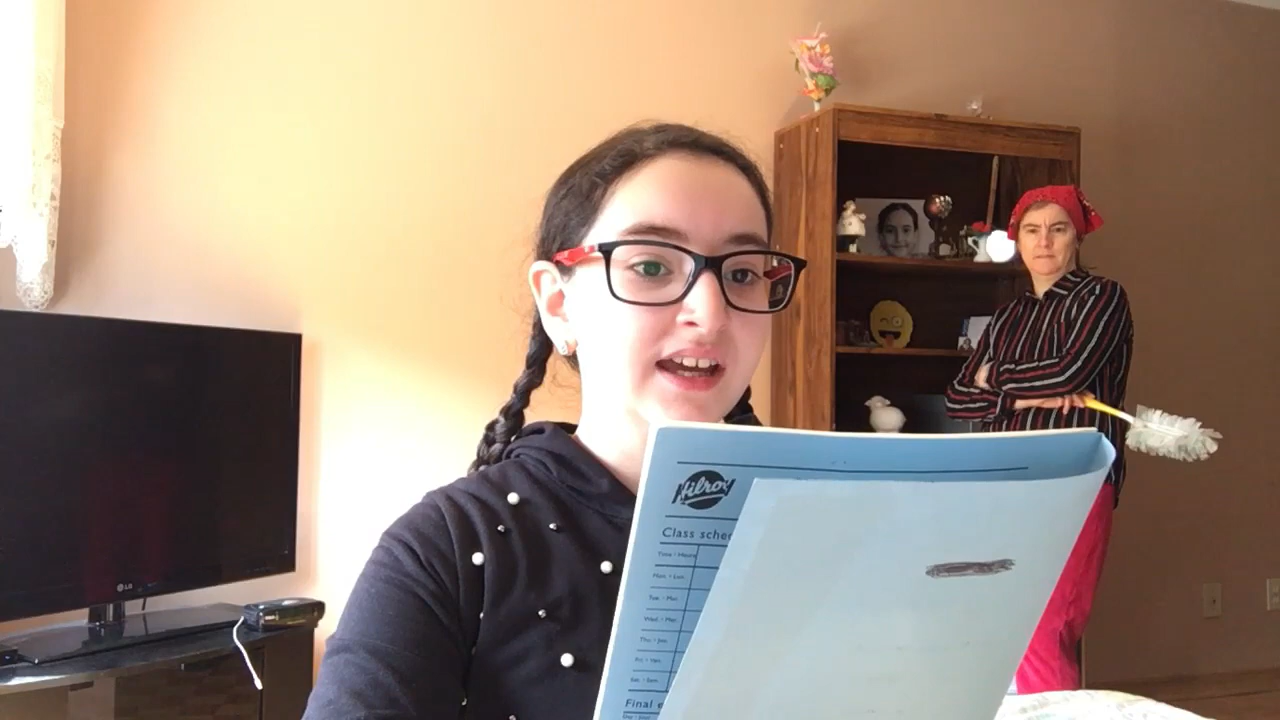 LG
Hilroy
Class sche
Time · Heure
Mon. · Lun.
Tue. · Mar.
Wed. · Mer.
Thu. · Jeu.
Fri. · Ven.
Sat. · Sam.
Final e